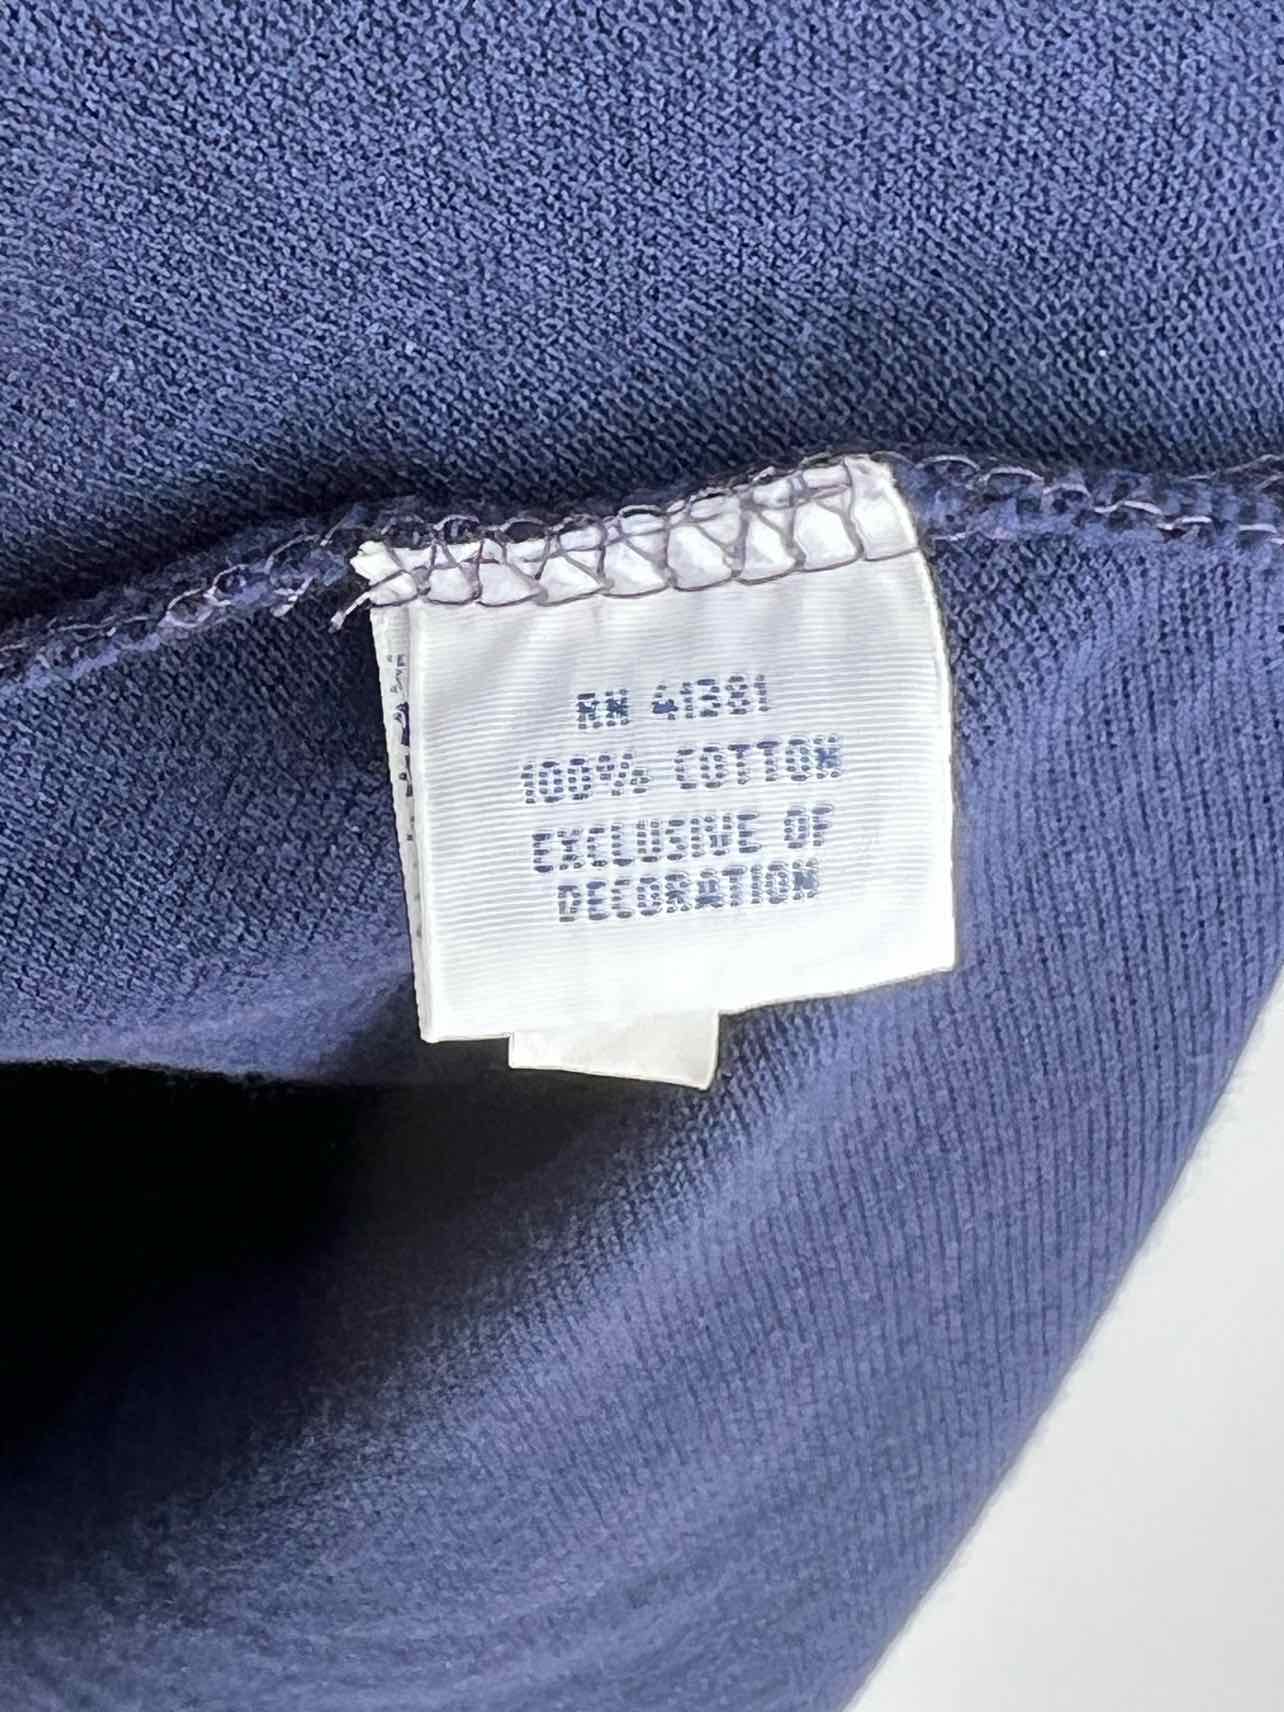 RN 41381
100% COTTON
EXCLUSIVE OF
DECORATION